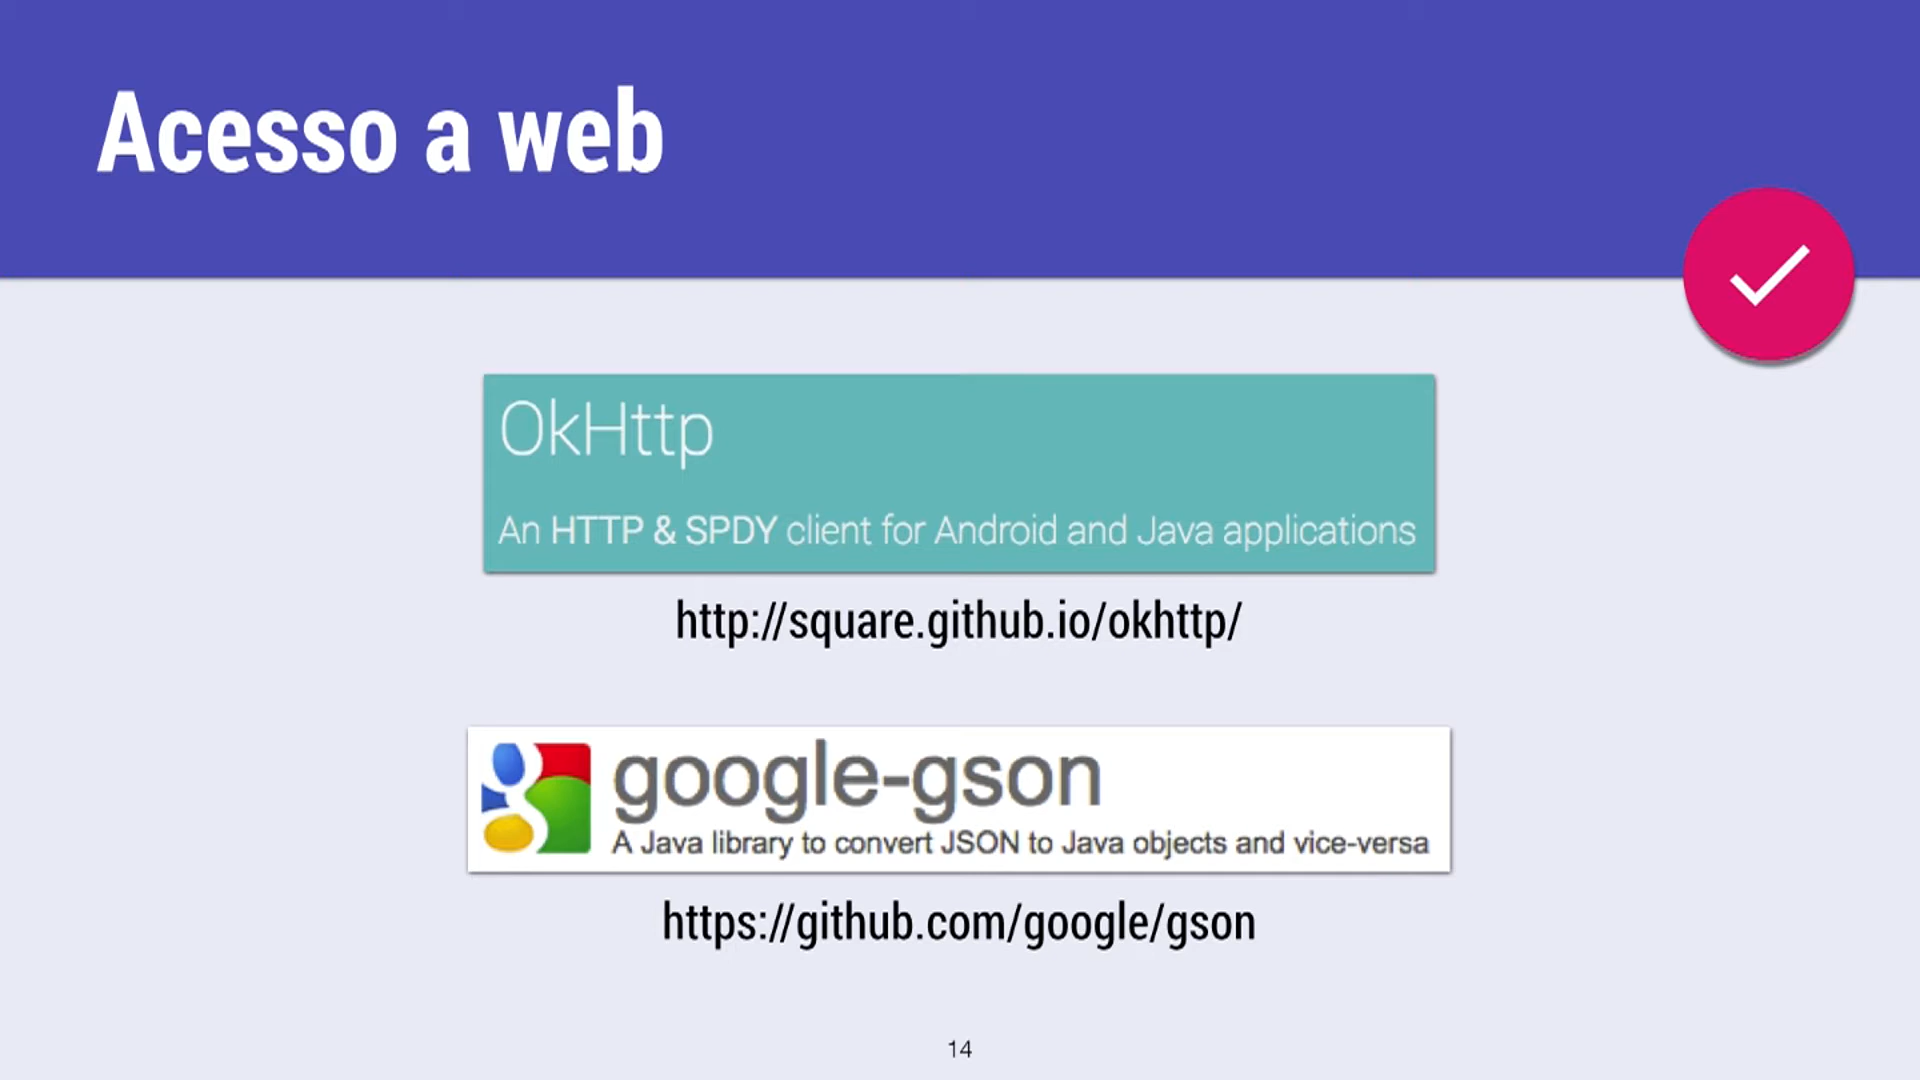 Acesso a web
OkHttp
An HTTP & SPDY client for Android and Java applications
http://square.github.io/okhttp/
google-gson
A Java library to convert JSON to Java objects and vice-versa
https://github.com/google/gson
14